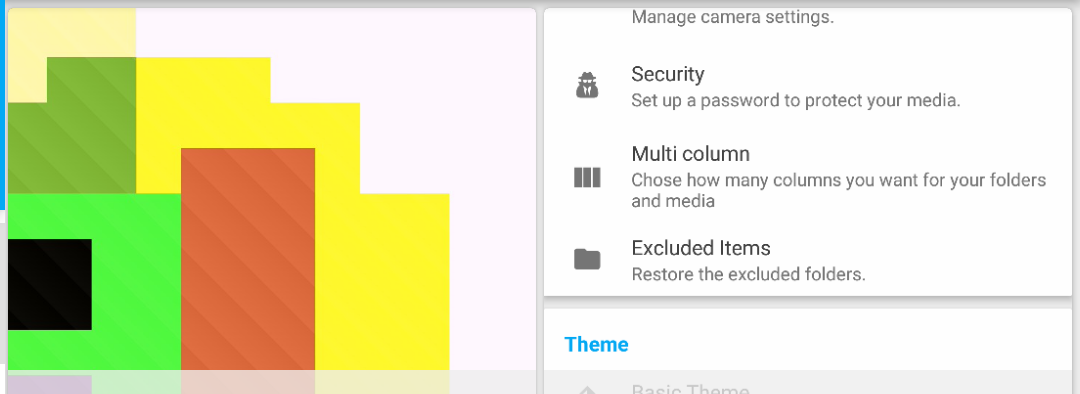 Manage camera settings.
Security
Set up a password to protect your media.
Multi column
Chose how many columns you want for your folders
and media
Excluded Items
Restore the excluded folders.
Theme
Basic Theme